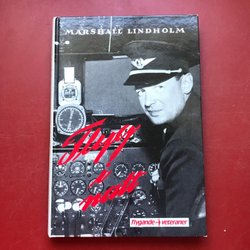 MARSHALL LINDHOLM
Flyg
i natt
flygande veteraner